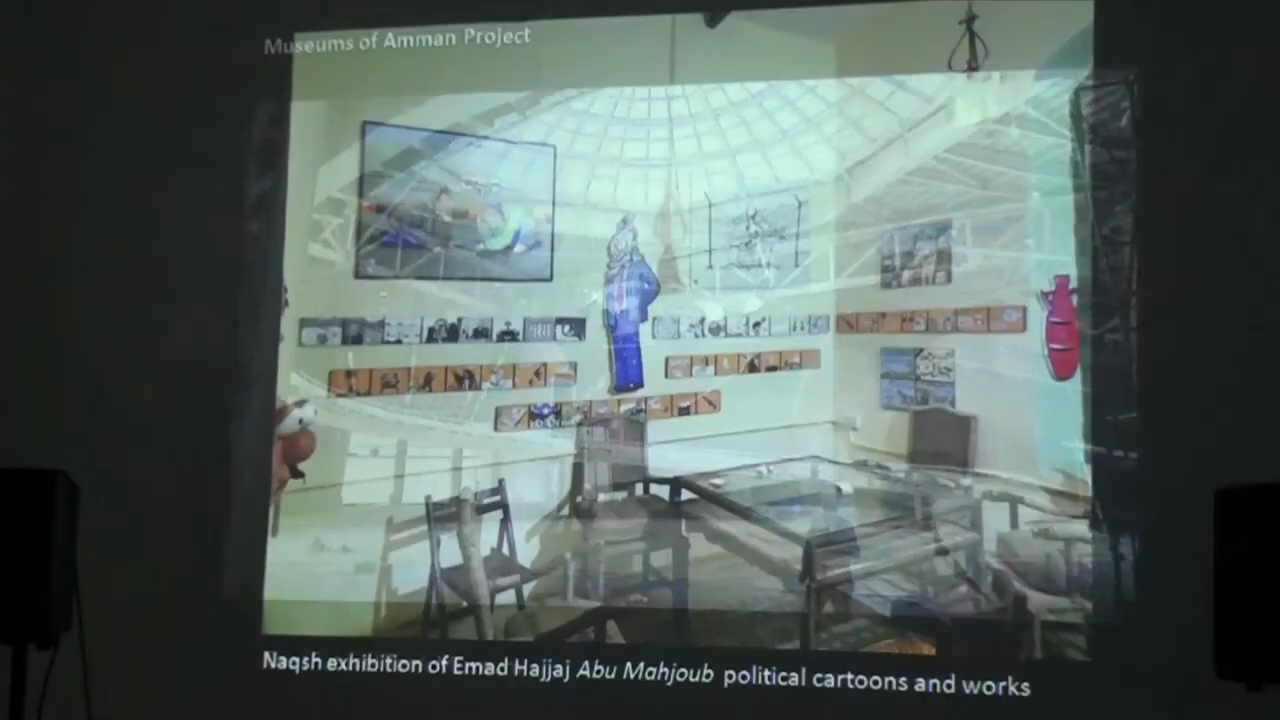 Museums of Amman Project
Naqsh exhibition of Emad Hajjaj Abu Mahjoub political cartoons and works